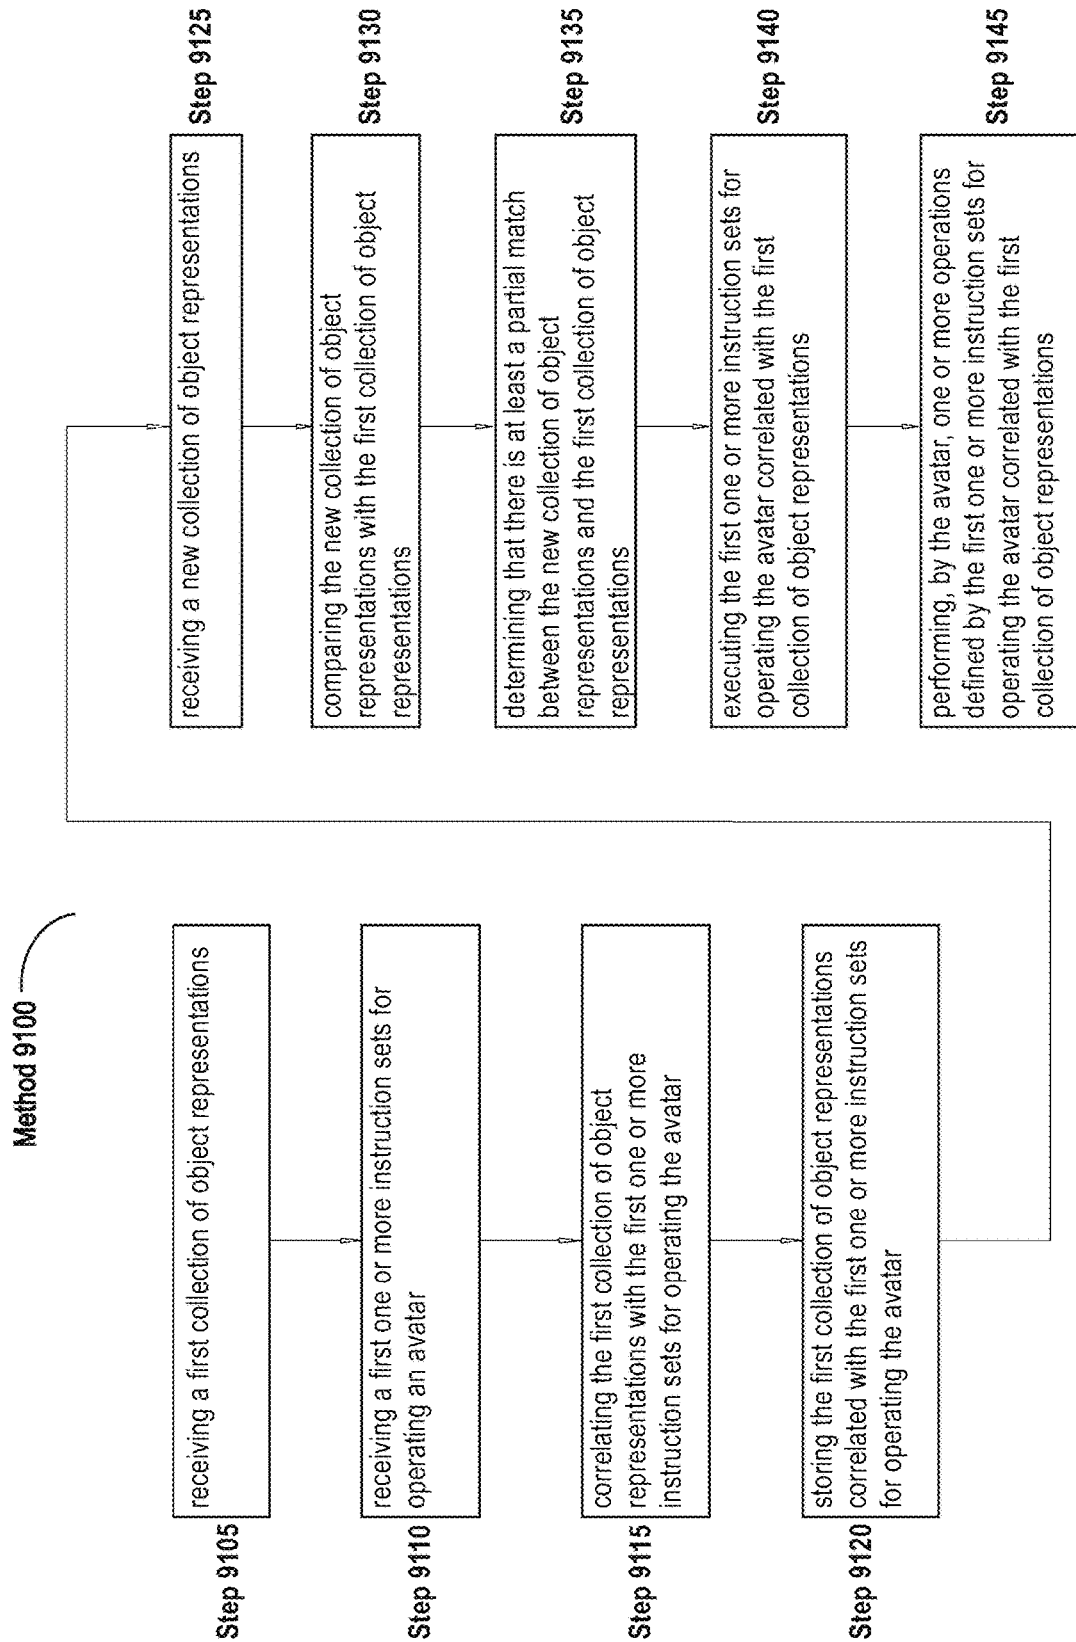 Method 9100
Step 9105
receiving a first collection of object representations
Step 9110
receiving a first one or more instruction sets for
operating an avatar
Step 9115
correlating the first collection of object
representations with the first one or more
instruction sets for operating the avatar
Step 9120
storing the first collection of object representations
correlated with the first one or more instruction sets
for operating the avatar
receiving a new collection of object representations
Step 9125
comparing the new collection of object
representations with the first collection of object
representations
Step 9130
determining that there is at least a partial match
between the new collection of object
representations and the first collection of object
representations
Step 9135
executing the first one or more instruction sets for
operating the avatar correlated with the first
collection of object representations
Step 9140
performing, by the avatar, one or more operations
defined by the first one or more instruction sets for
operating the avatar correlated with the first
collection of object representations
Step 9145